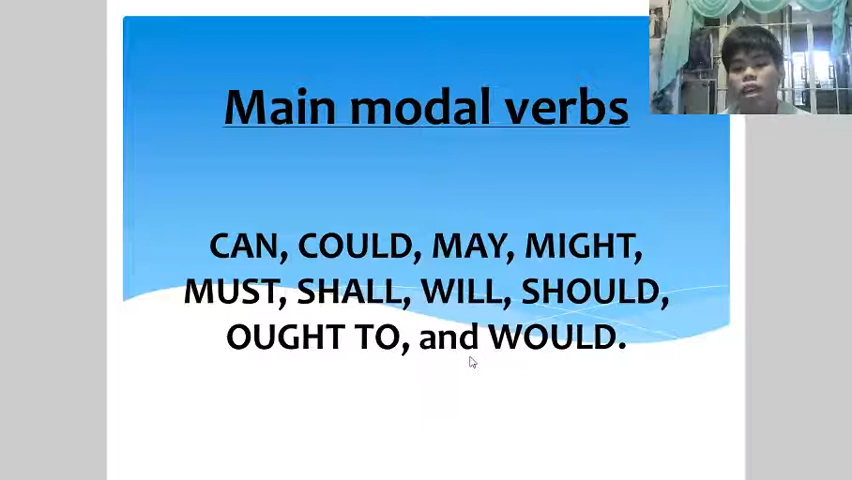 Main modal verbs
CAN, COULD, MAY, MIGHT,
MUST, SHALL, WILL, SHOULD,
OUGHT TO, and WOULD.